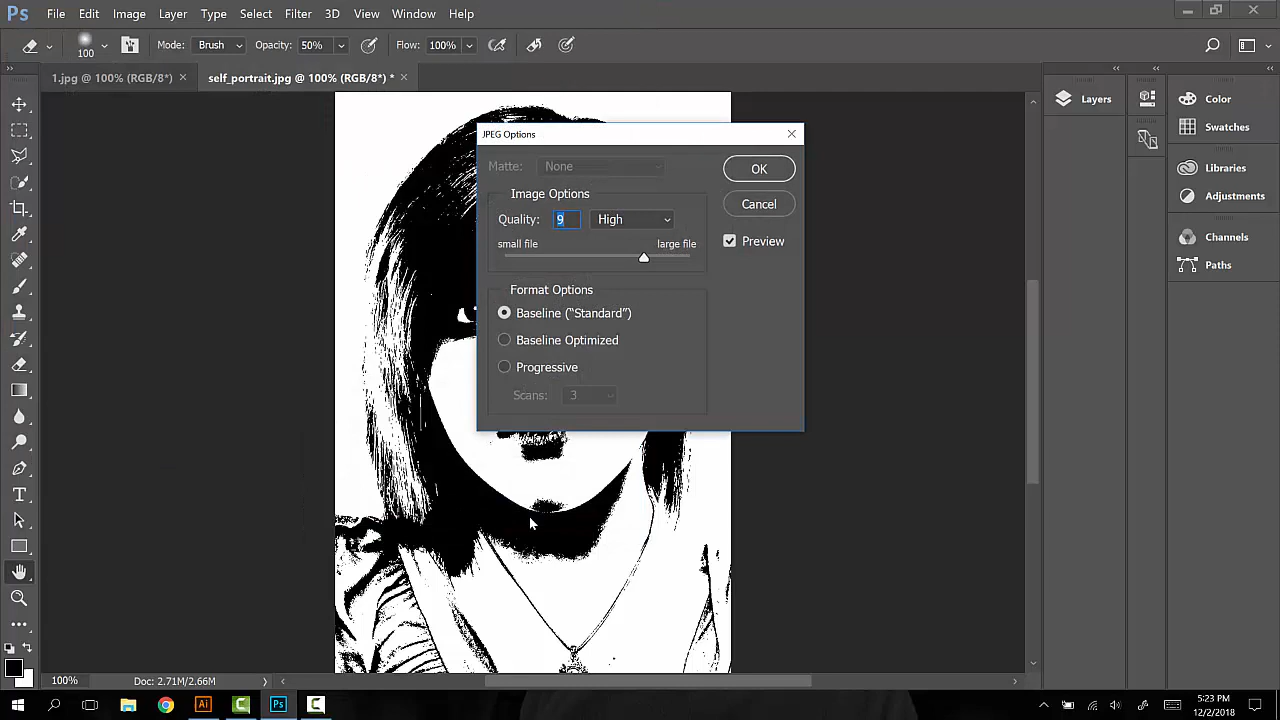 Ps File Edit Image Layer Type Select Filter 3D View Window Help
100 Mode: Brush Opacity: 50% Flow: 100%
1.jpg @ 100% (RGB/8*) self_portrait.jpg @ 100% (RGB/8*) *
Layers
Color
Swatches
Libraries
Adjustments
Channels
Paths
JPEG Options
Matte: None
OK
Image Options
Cancel
Quality: 9 High
Preview
small file large file
Format Options
Baseline (“Standard”)
Baseline Optimized
Progressive
Scans: 3
100% Doc: 2.71M/2.66M
Ai Ps
5:23 PM
12/2/2018